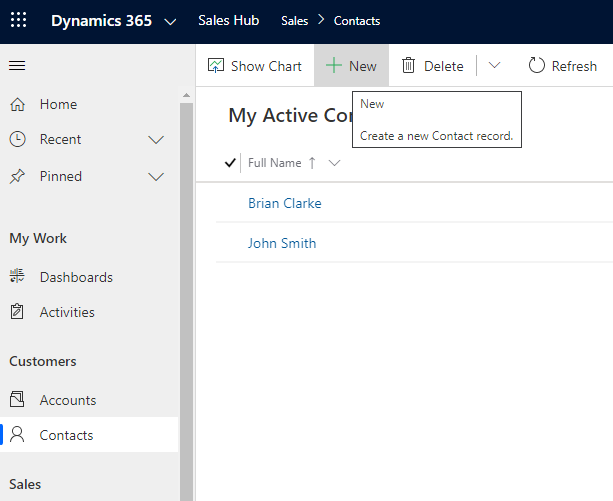 Dynamics 365 Sales Hub Sales > Contacts
Show Chart + New Delete Refresh
Home
Recent
Pinned
My Work
Dashboards
Activities
Customers
Accounts
Contacts
Sales
My Active Con
New
Create a new Contact record.
Full Name ↑
Brian Clarke
John Smith